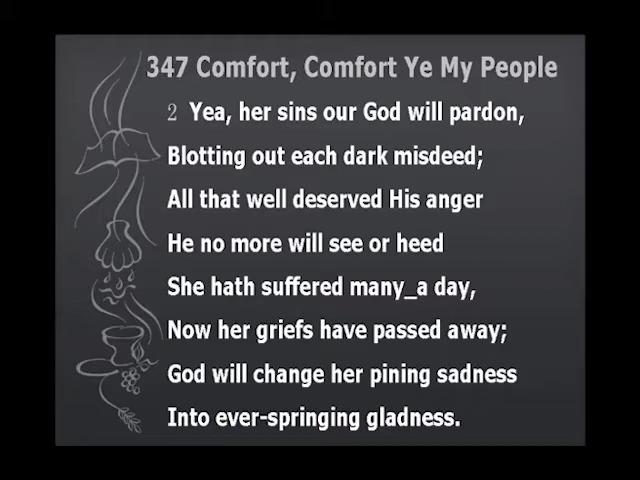 347 Comfort, Comfort Ye My People
2 Yea, her sins our God will pardon,
Blotting out each dark misdeed;
All that well deserved His anger
He no more will see or heed
She hath suffered many_a day,
Now her griefs have passed away;
God will change her pining sadness
Into ever-springing gladness.